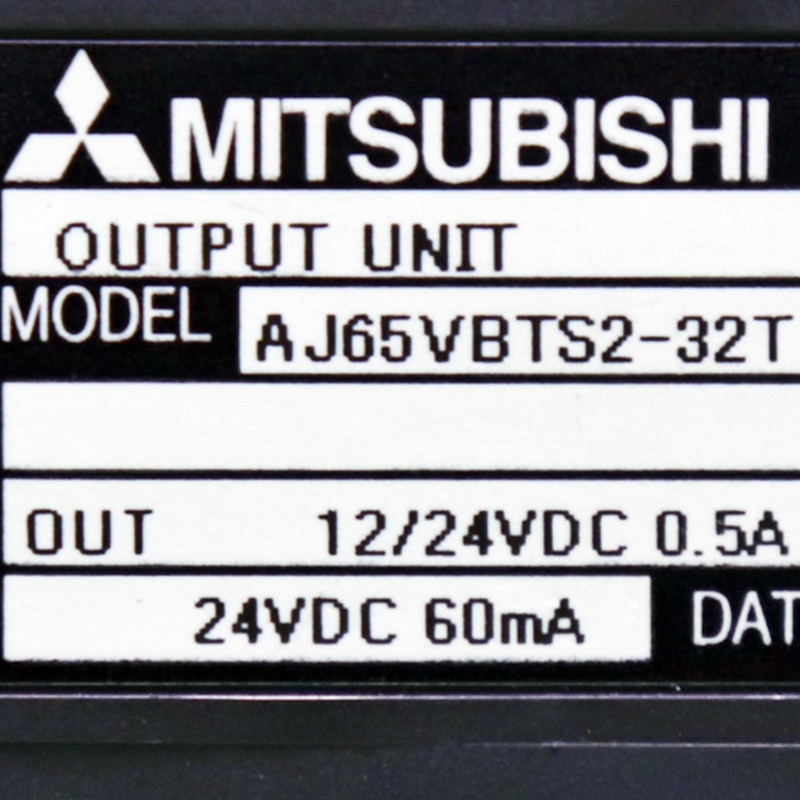 MITSUBISHI
OUTPUT UNIT
MODEL AJ65VBTS2-32T
OUT 12/24VDC 0.5A
24VDC 60mA DAT